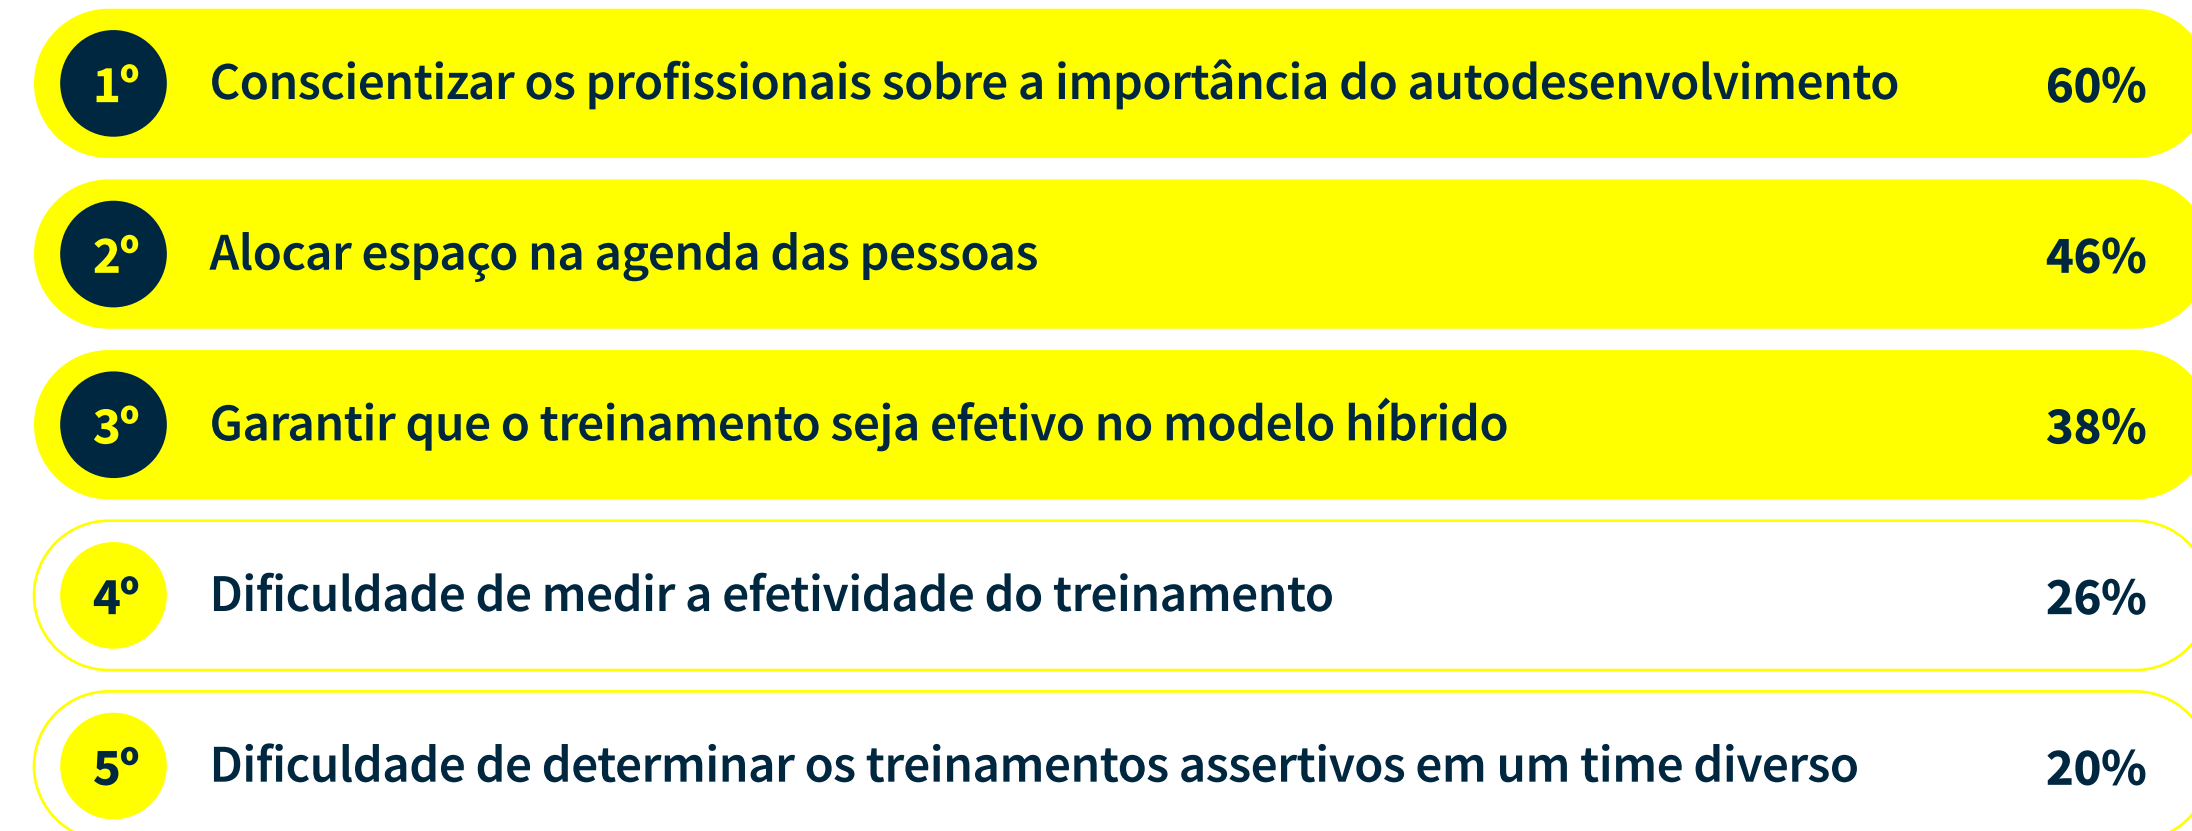 1º Conscientizar os profissionais sobre a importância do autodesenvolvimento 60%
2º Alocar espaço na agenda das pessoas 46%
3º Garantir que o treinamento seja efetivo no modelo híbrido 38%
4º Dificuldade de medir a efetividade do treinamento 26%
5º Dificuldade de determinar os treinamentos assertivos em um time diverso 20%